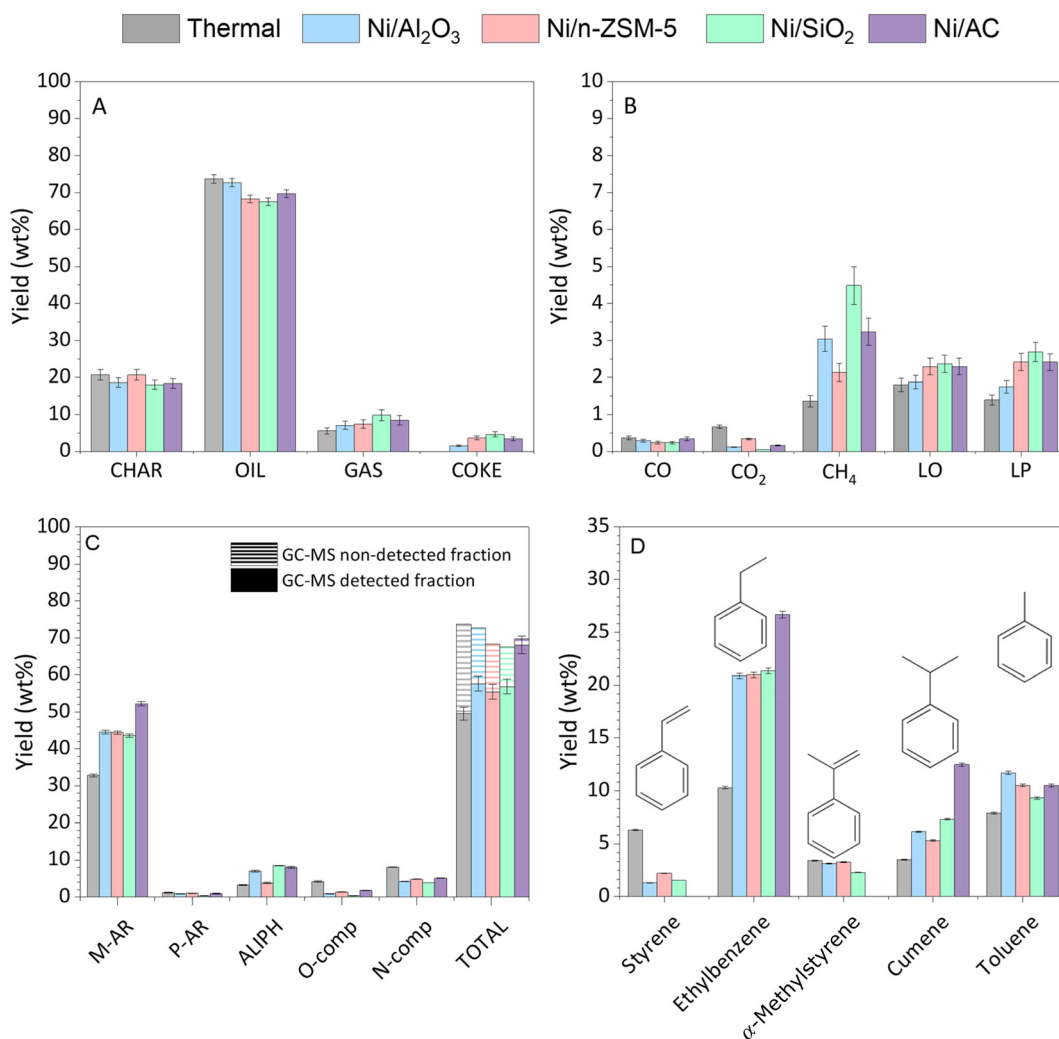 Thermal Ni/Al₂O₃ Ni/n-ZSM-5 Ni/SiO₂ Ni/AC
A
Yield (wt%)
100
90
80
70
60
50
40
30
20
10
0
CHAR OIL GAS COKE
B
Yield (wt%)
10
9
8
7
6
5
4
3
2
1
0
CO CO₂ CH₄ LO LP
C
GC-MS non-detected fraction
GC-MS detected fraction
Yield (wt%)
100
90
80
70
60
50
40
30
20
10
0
M-AR P-AR ALIPH O-comp N-comp TOTAL
D
Yield (wt%)
35
30
25
20
15
10
5
0
Styrene Ethylbenzene α-Methylstyrene Cumene Toluene